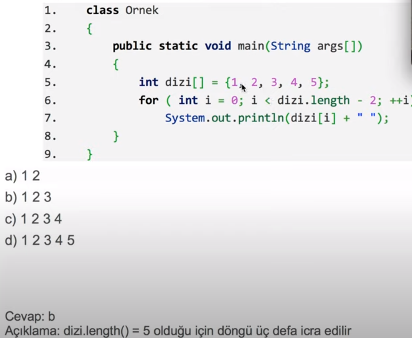 1. class Ornek
2. {
3. public static void main(String args[])
4. {
5. int dizi[] = {1, 2, 3, 4, 5};
6. for ( int i = 0; i < dizi.length - 2; ++i)
7. System.out.println(dizi[i] + " ");
8. }
9. }
a) 1 2
b) 1 2 3
c) 1 2 3 4
d) 1 2 3 4 5
Cevap: b
Açıklama: dizi.length() = 5 olduğu için döngü üç defa icra edilir